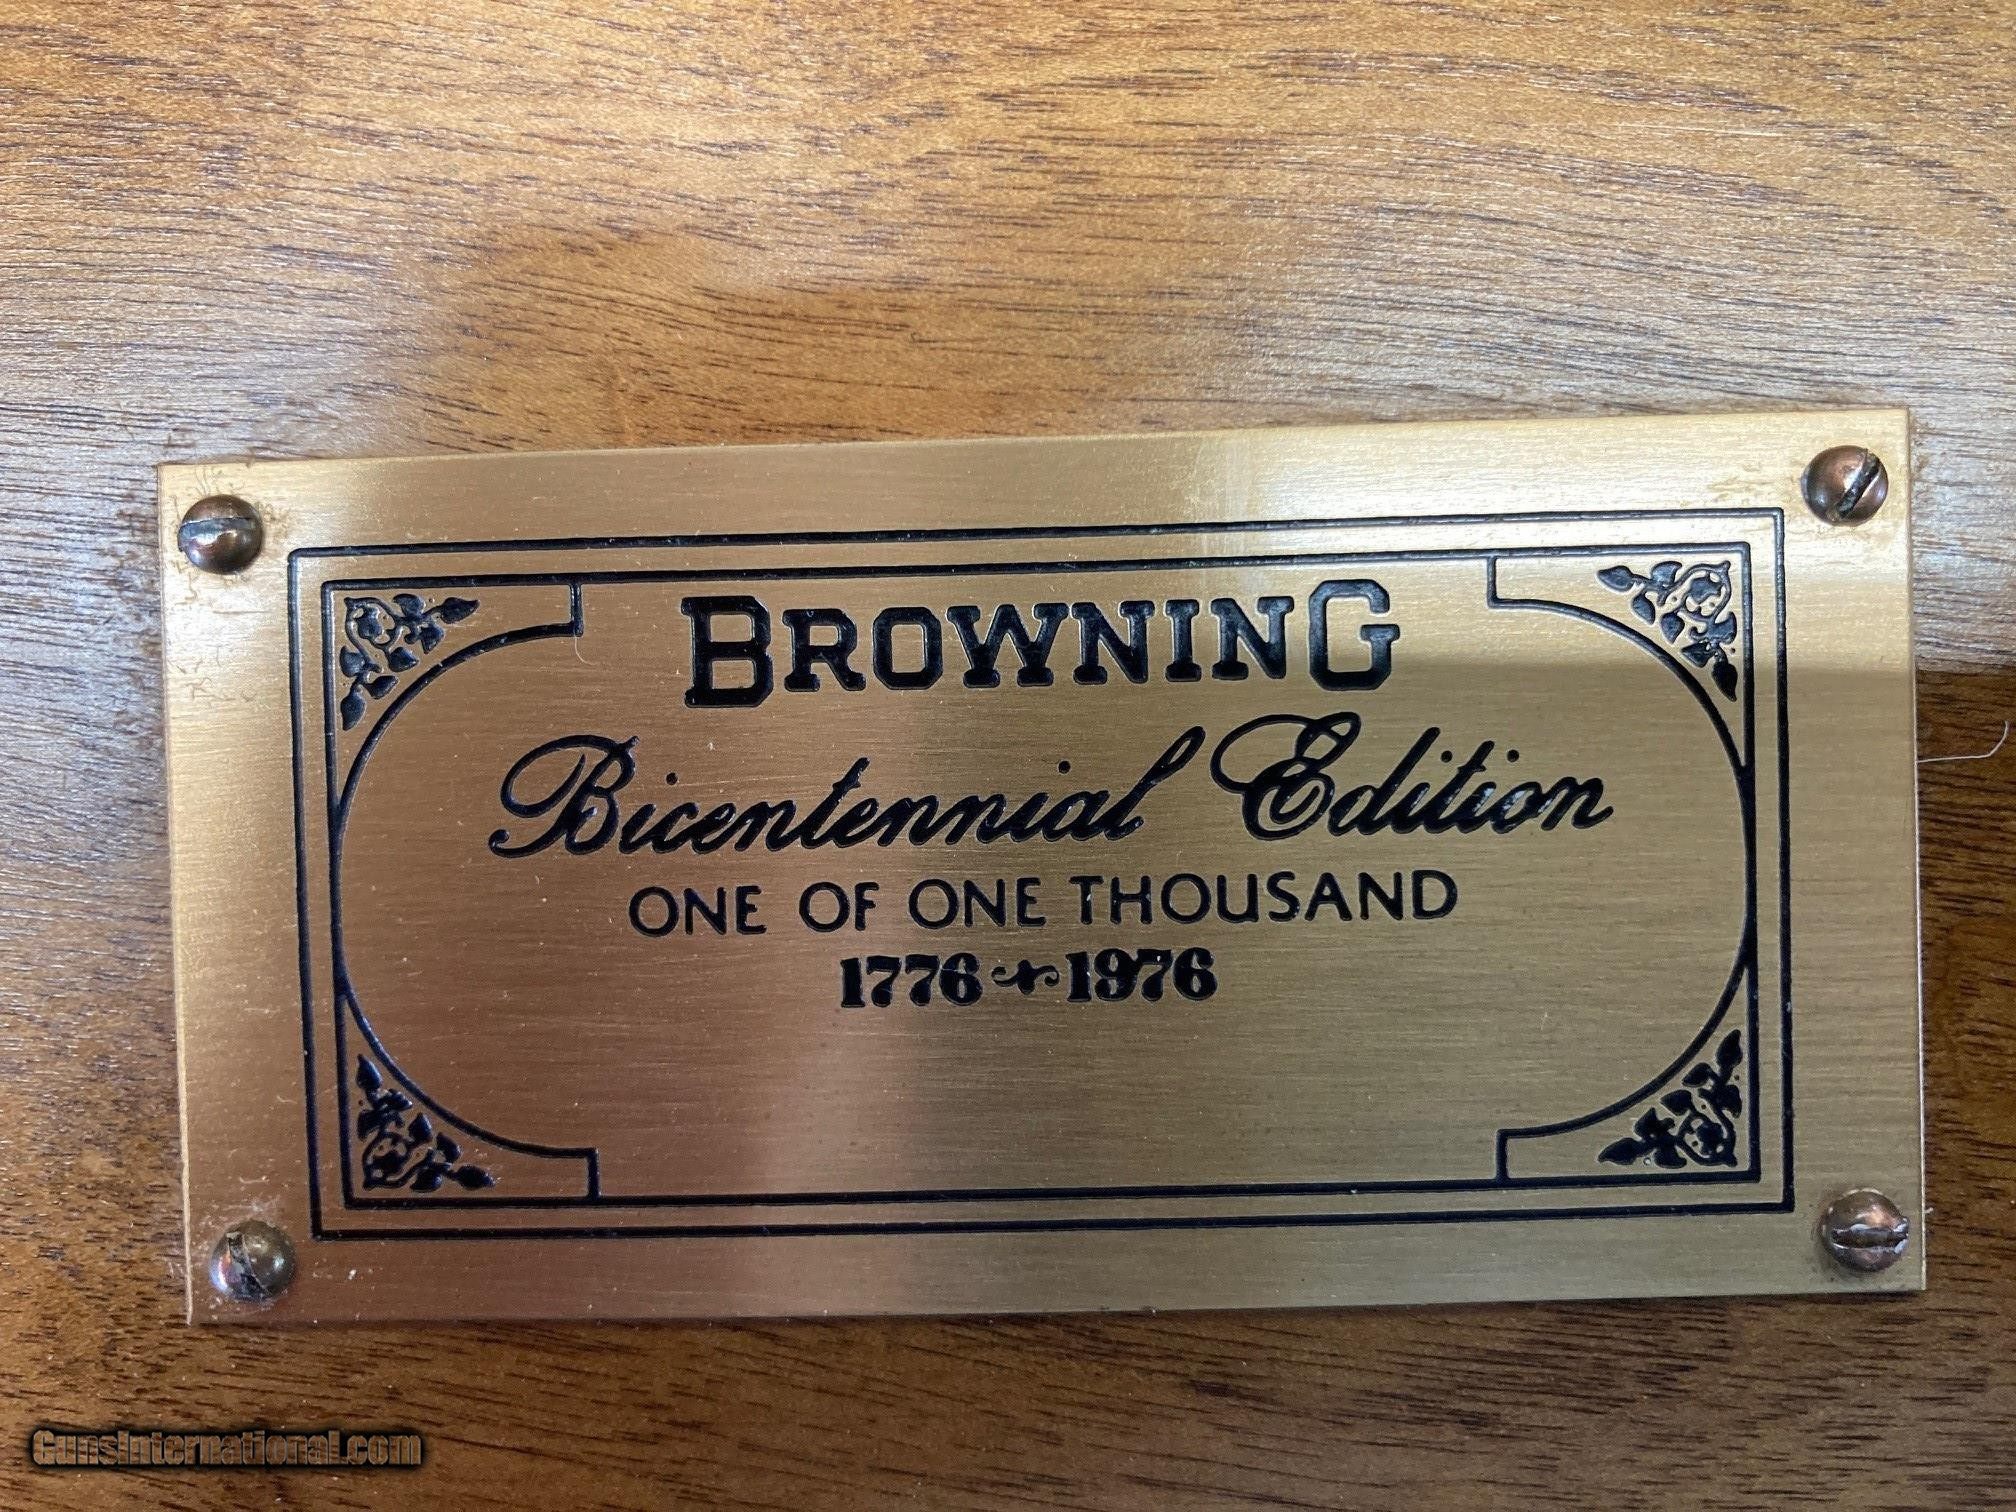 BROWNING
Bicentennial Edition
ONE OF ONE THOUSAND
1776 1976
GunsInternational.com